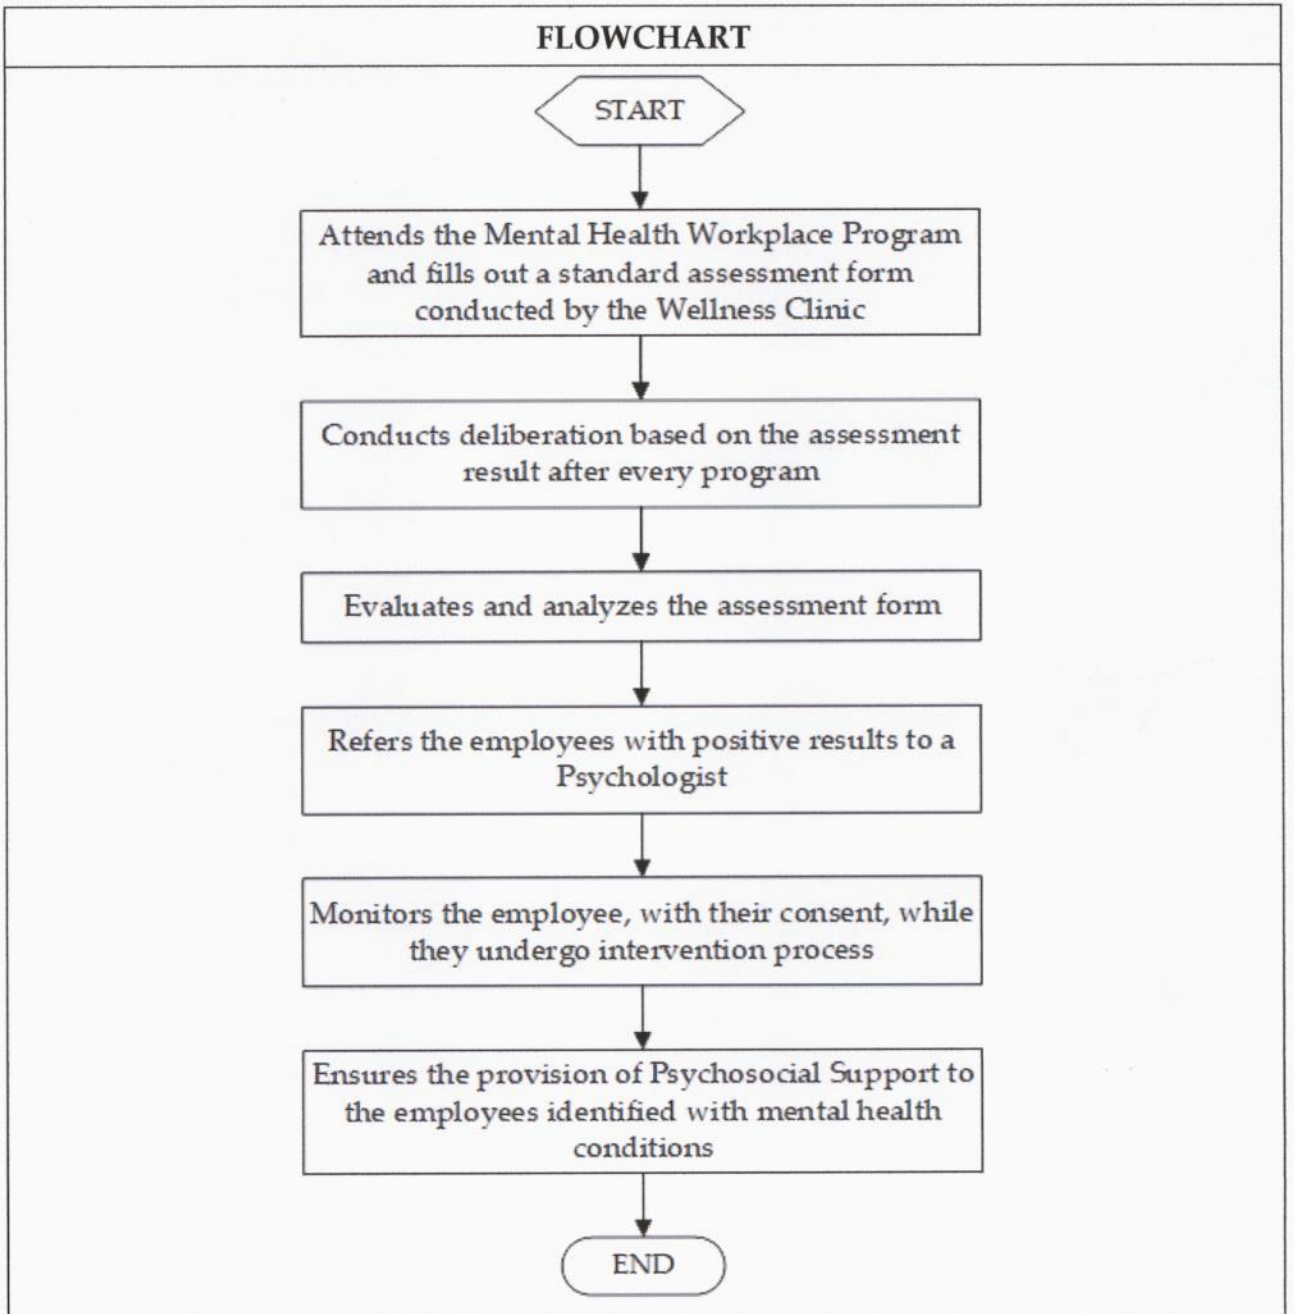 FLOWCHART
START
Attends the Mental Health Workplace Program
and fills out a standard assessment form
conducted by the Wellness Clinic
Conducts deliberation based on the assessment
result after every program
Evaluates and analyzes the assessment form
Refers the employees with positive results to a
Psychologist
Monitors the employee, with their consent, while
they undergo intervention process
Ensures the provision of Psychosocial Support to
the employees identified with mental health
conditions
END